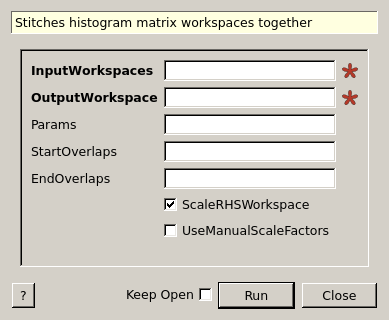 Stitches histogram matrix workspaces together
InputWorkspaces
OutputWorkspace
Params
StartOverlaps
EndOverlaps
ScaleRHSWorkspace
UseManualScaleFactors
? Keep Open Run Close